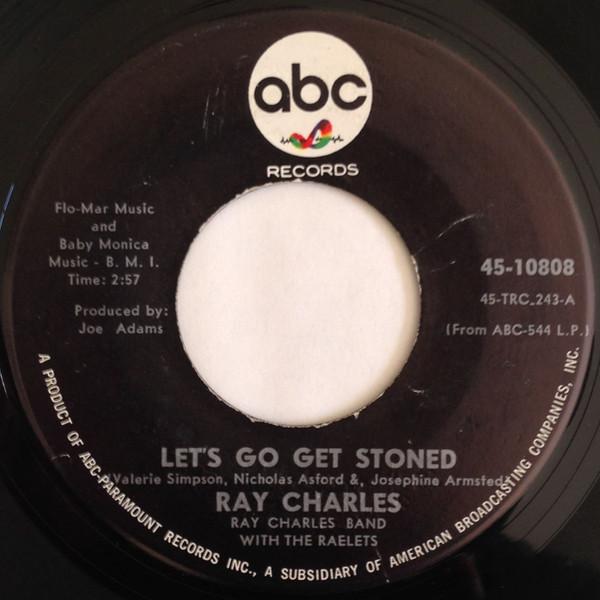 abc
RECORDS
Flo-Mar Music
and
Baby Monica
Music - B. M. I.
Time: 2:57
Produced by:
Joe Adams
45-10808
45-TRC-243-A
(From ABC-544 L.P.)
LET'S GO GET STONED
(Valerie Simpson, Nicholas Asford &, Josephine Armsted)
RAY CHARLES
RAY CHARLES BAND
WITH THE RAELETS
A PRODUCT OF ABC-PARAMOUNT RECORDS INC., A SUBSIDIARY OF AMERICAN BROADCASTING COMPANIES, INC.